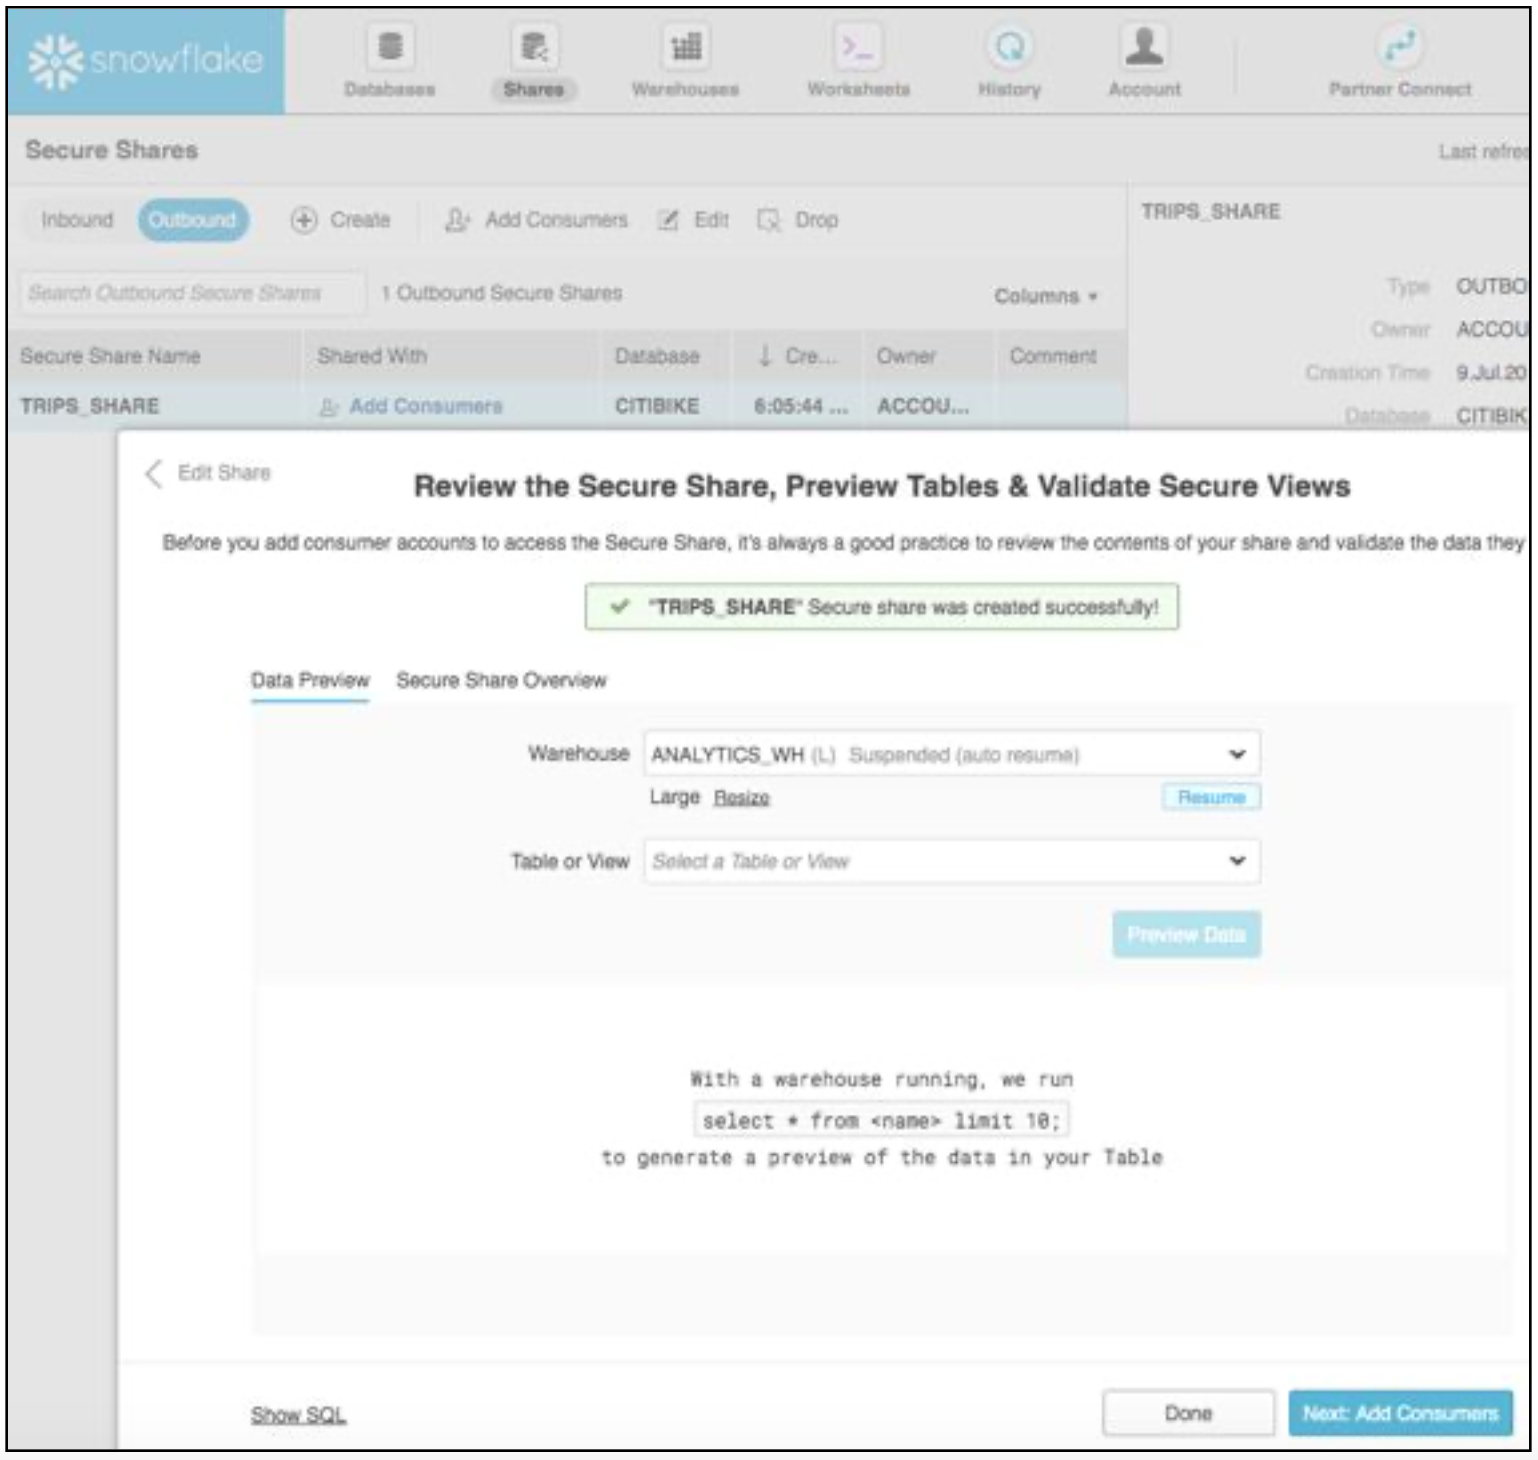 snowflake
Databases Shares Warehouses Worksheets History Account Partner Connect
Secure Shares Last refre
Inbound Outbound Create Add Consumers Edit Drop TRIPS_SHARE
Search Outbound Secure Shares 1 Outbound Secure Shares Columns
Type OUTBO
Owner ACCOU
Creation Time 9.Jul.20
Database CITIBIK
Secure Share Name Shared With Database ↓ Cre... Owner Comment
TRIPS_SHARE Add Consumers CITIBIKE 6:05:44 ... ACCOU...
Edit Share
Review the Secure Share, Preview Tables & Validate Secure Views
Before you add consumer accounts to access the Secure Share, it's always a good practice to review the contents of your share and validate the data they
"TRIPS_SHARE" Secure share was created successfully!
Data Preview Secure Share Overview
Warehouse ANALYTICS_WH (L) Suspended (auto resume)
Large Resize Resume
Table or View Select a Table or View
Preview Data
With a warehouse running, we run
select * from <name> limit 10;
to generate a preview of the data in your Table
Show SQL Done Next: Add Consumers